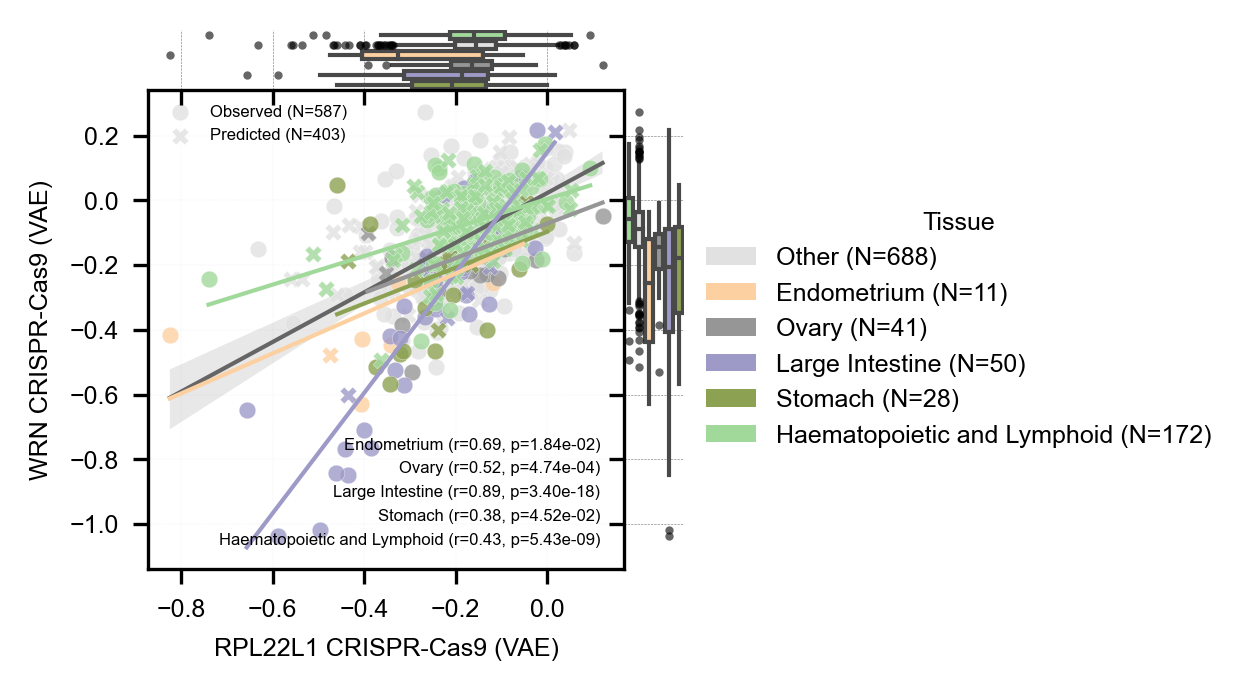 Observed (N=587)
Predicted (N=403)
0.2
0.0
−0.2
−0.4
−0.6
−0.8
−1.0
WRN CRISPR-Cas9 (VAE)
Endometrium (r=0.69, p=1.84e-02)
Ovary (r=0.52, p=4.74e-04)
Large Intestine (r=0.89, p=3.40e-18)
Stomach (r=0.38, p=4.52e-02)
Haematopoietic and Lymphoid (r=0.43, p=5.43e-09)
−0.8 −0.6 −0.4 −0.2 0.0
RPL22L1 CRISPR-Cas9 (VAE)
Tissue
Other (N=688)
Endometrium (N=11)
Ovary (N=41)
Large Intestine (N=50)
Stomach (N=28)
Haematopoietic and Lymphoid (N=172)